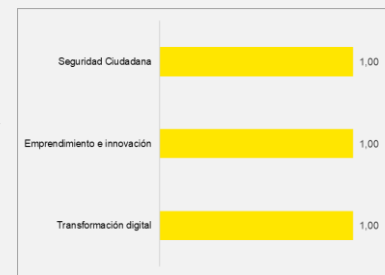 Seguridad Ciudadana 1,00
Emprendimiento e innovación 1,00
Transformación digital 1,00